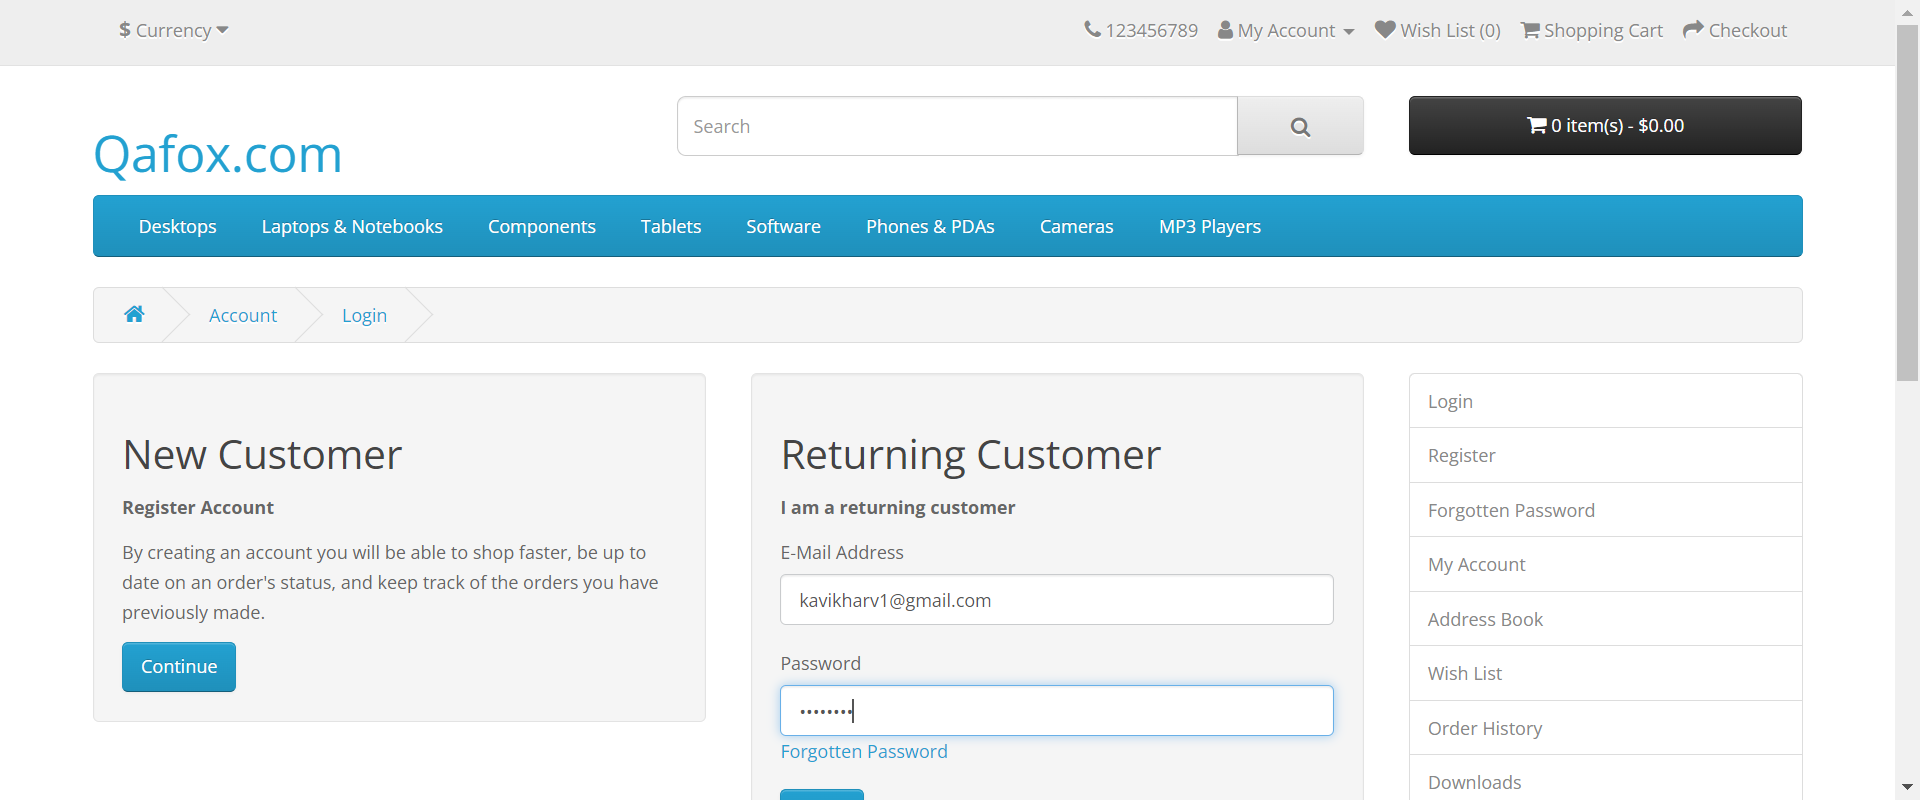 $ Currency
123456789 My Account Wish List (0) Shopping Cart Checkout
Qafox.com
Search
0 item(s) - $0.00
Desktops Laptops & Notebooks Components Tablets Software Phones & PDAs Cameras MP3 Players
Account Login
New Customer
Register Account
By creating an account you will be able to shop faster, be up to
date on an order's status, and keep track of the orders you have
previously made.
Continue
Returning Customer
I am a returning customer
E-Mail Address
kavikharv1@gmail.com
Password
••••••••
Forgotten Password
Login
Register
Forgotten Password
My Account
Address Book
Wish List
Order History
Downloads